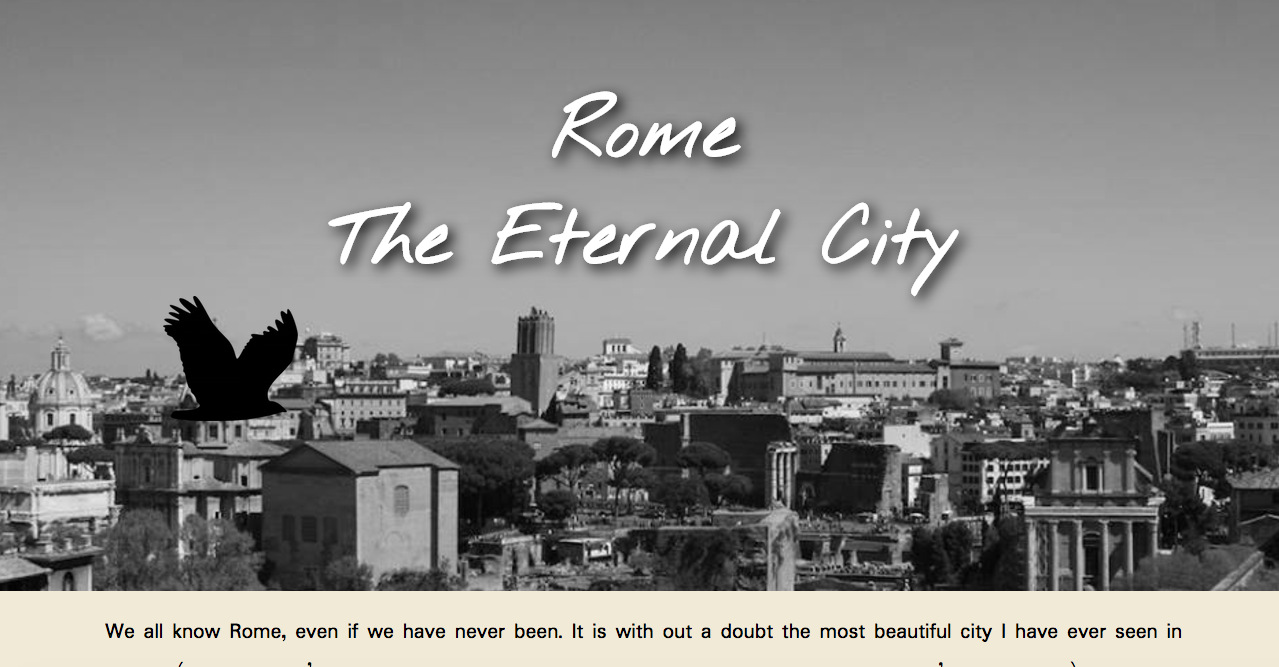 Rome
The Eternal City
We all know Rome, even if we have never been. It is with out a doubt the most beautiful city I have ever seen in